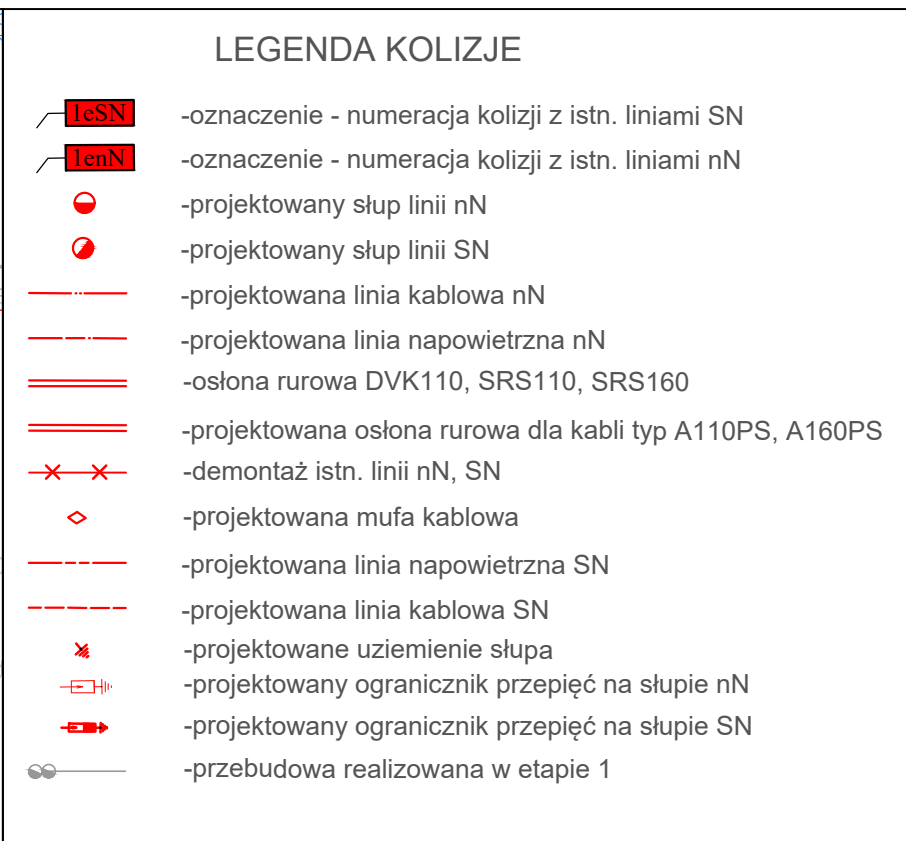 LEGENDA KOLIZJE
1eSN -oznaczenie - numeracja kolizji z istn. liniami SN
1enN -oznaczenie - numeracja kolizji z istn. liniami nN
-projektowany słup linii nN
-projektowany słup linii SN
-projektowana linia kablowa nN
-projektowana linia napowietrzna nN
-osłona rurowa DVK110, SRS110, SRS160
-projektowana osłona rurowa dla kabli typ A110PS, A160PS
-demontaż istn. linii nN, SN
-projektowana mufa kablowa
-projektowana linia napowietrzna SN
-projektowana linia kablowa SN
-projektowane uziemienie słupa
-projektowany ogranicznik przepięć na słupie nN
-projektowany ogranicznik przepięć na słupie SN
-przebudowa realizowana w etapie 1